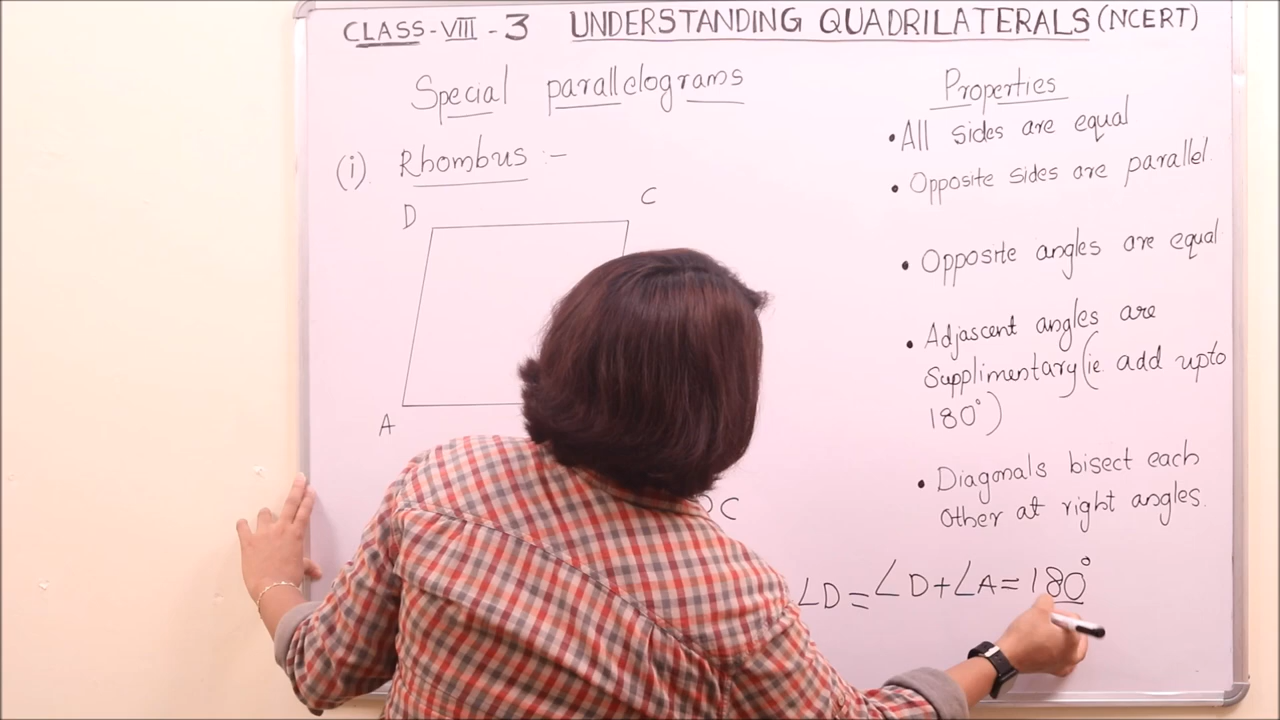 CLASS-VIII-3 UNDERSTANDING QUADRILATERALS (NCERT)
Special parallelograms
(i). Rhombus :-
D
C
A
C
∠D=∠D+∠A=180°
Properties
•All sides are equal
• Opposite sides are parallel.
• Opposite angles are equal
• Adjascent angles are
Supplimentary(ie. add upto
180°)
• Diagonals bisect each
Other at right angles.